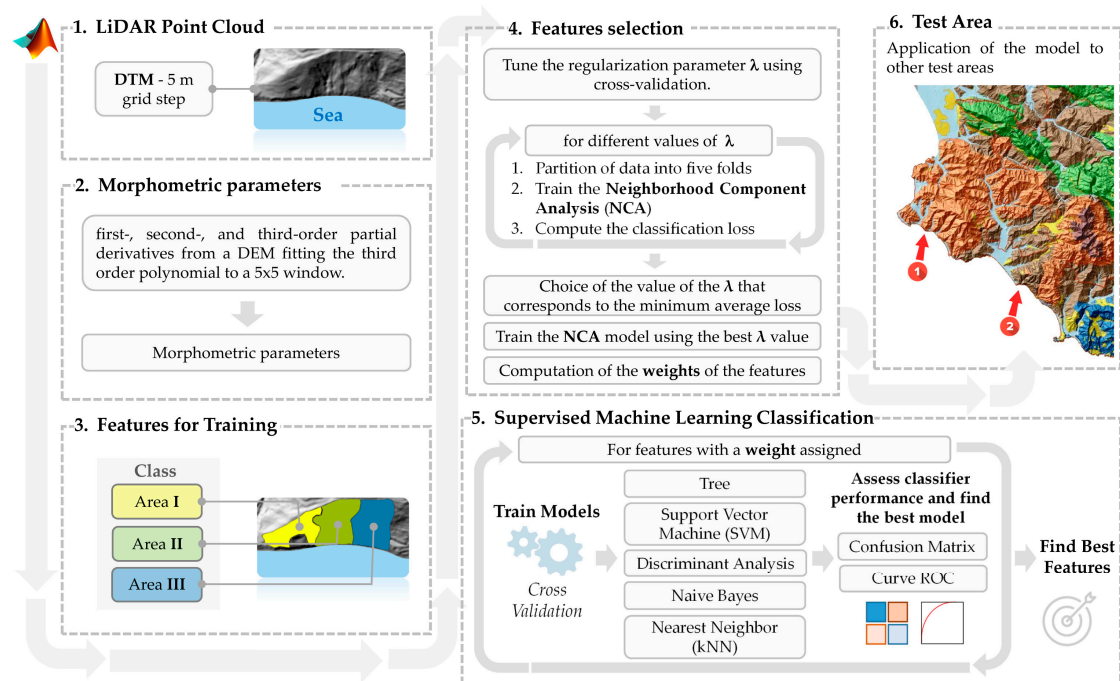 1. LiDAR Point Cloud
DTM - 5 m
grid step
Sea
2. Morphometric parameters
first-, second-, and third-order partial
derivatives from a DEM fitting the third
order polynomial to a 5x5 window.
Morphometric parameters
3. Features for Training
Class
Area I
Area II
Area III
4. Features selection
Tune the regularization parameter λ using
cross-validation.
for different values of λ
1. Partition of data into five folds
2. Train the Neighborhood Component
Analysis (NCA)
3. Compute the classification loss
Choice of the value of the λ that
corresponds to the minimum average loss
Train the NCA model using the best λ value
Computation of the weights of the features
5. Supervised Machine Learning Classification
For features with a weight assigned
Train Models
Cross
Validation
Tree
Support Vector
Machine (SVM)
Discriminant Analysis
Naive Bayes
Nearest Neighbor
(kNN)
Assess classifier
performance and find
the best model
Confusion Matrix
Curve ROC
Find Best
Features
6. Test Area
Application of the model to
other test areas
1
2